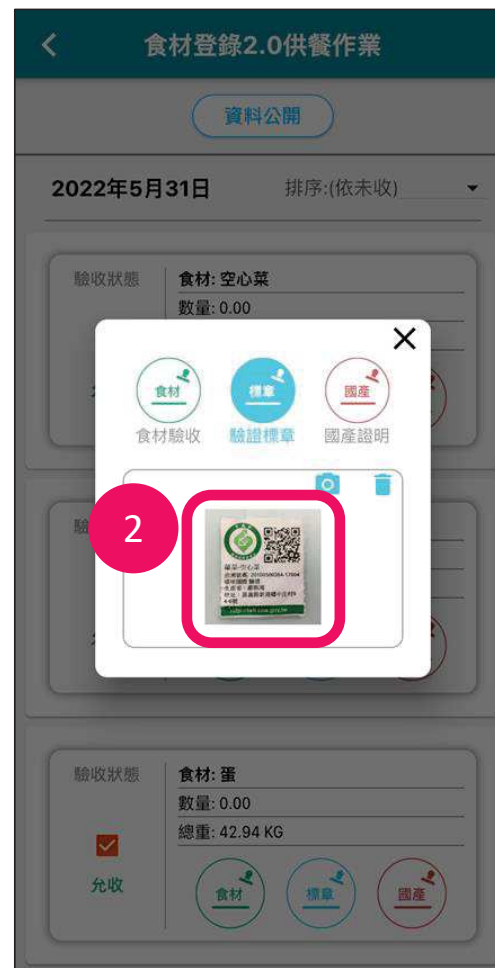 食材登錄2.0供餐作業
資料公開
2022年5月31日
排序:(依未收)
驗收狀態
食材: 空心菜
數量: 0.00
食材
標章
國產
食材驗收
驗證標章
國產證明
2
葉菜-空心菜
驗收狀態
食材: 蛋
數量: 0.00
總重: 42.94 KG
允收
食材
標章
國產